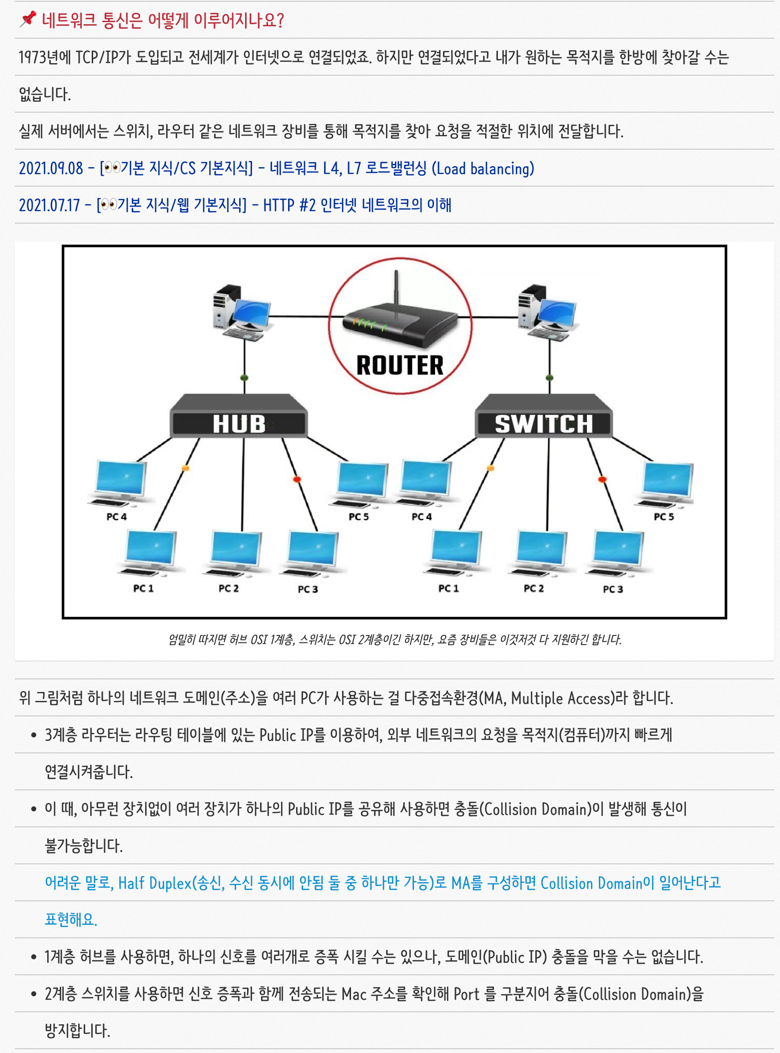 📌 네트워크 통신은 어떻게 이루어지나요?
1973년에 TCP/IP가 도입되고 전세계가 인터넷으로 연결되었죠. 하지만 연결되었다고 내가 원하는 목적지를 한방에 찾아갈 수는
없습니다.
실제 서버에서는 스위치, 라우터 같은 네트워크 장비를 통해 목적지를 찾아 요청을 적절한 위치에 전달합니다.
2021.09.08 - [👀기본 지식/CS 기본지식] - 네트워크 L4, L7 로드밸런싱 (Load balancing)
2021.07.17 - [👀기본 지식/웹 기본지식] - HTTP #2 인터넷 네트워크의 이해
ROUTER
HUB
SWITCH
PC 4
PC 5
PC 4
PC 5
PC 1
PC 2
PC 3
PC 1
PC 2
PC 3
엄밀히 따지면 허브 OSI 1계층, 스위치는 OSI 2계층이긴 하지만, 요즘 장비들은 이것저것 다 지원하긴 합니다.
위 그림처럼 하나의 네트워크 도메인(주소)을 여러 PC가 사용하는 걸 다중접속환경(MA, Multiple Access)라 합니다.
• 3계층 라우터는 라우팅 테이블에 있는 Public IP를 이용하여, 외부 네트워크의 요청을 목적지(컴퓨터)까지 빠르게
연결시켜줍니다.
• 이 때, 아무런 장치없이 여러 장치가 하나의 Public IP를 공유해 사용하면 충돌(Collision Domain)이 발생해 통신이
불가능합니다.
어려운 말로, Half Duplex(송신, 수신 동시에 안됨 둘 중 하나만 가능)로 MA를 구성하면 Collision Domain이 일어난다고
표현해요.
• 1계층 허브를 사용하면, 하나의 신호를 여러개로 증폭 시킬 수는 있으나, 도메인(Public IP) 충돌을 막을 수는 없습니다.
• 2계층 스위치를 사용하면 신호 증폭과 함께 전송되는 Mac 주소를 확인해 Port 를 구분지어 충돌(Collision Domain)을
방지합니다.